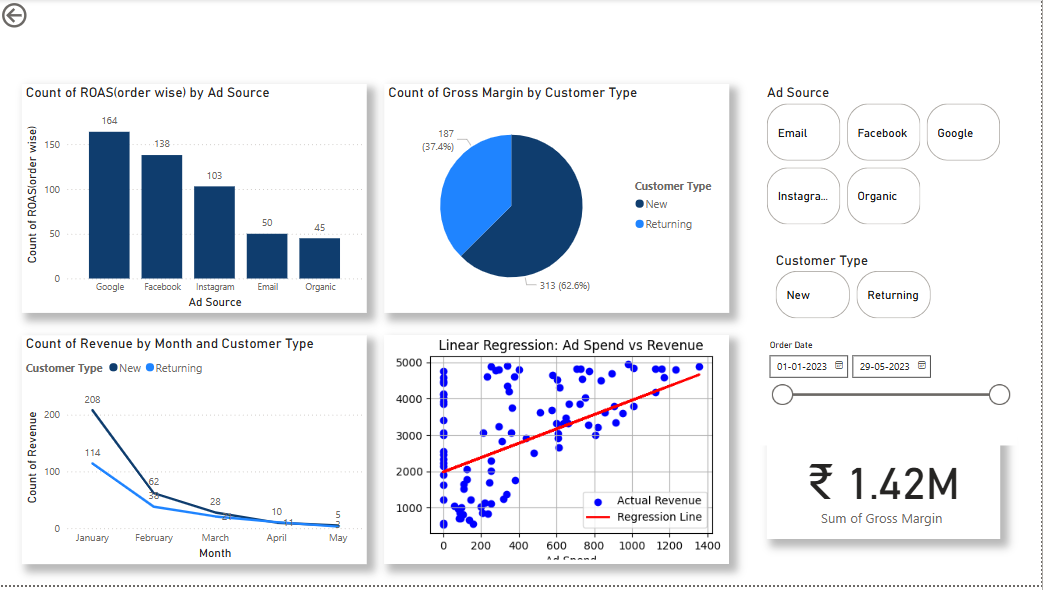 Count of ROAS(order wise) by Ad Source
Count of ROAS(order wise)
150
100
50
0
164
138
103
50
45
Google Facebook Instagram Email Organic
Ad Source
Count of Gross Margin by Customer Type
187
(37.4%)
313 (62.6%)
Customer Type
New
Returning
Ad Source
Email Facebook Google
Instagra... Organic
Customer Type
New Returning
Count of Revenue by Month and Customer Type
Customer Type New Returning
Count of Revenue
200
100
0
208
114
62
28
10
11
5
January February March April May
Month
Linear Regression: Ad Spend vs Revenue
5000
4000
3000
2000
1000
Actual Revenue
Regression Line
0 200 400 600 800 1000 1200 1400
Ad Spend
Order Date
01-01-2023 29-05-2023
₹ 1.42M
Sum of Gross Margin